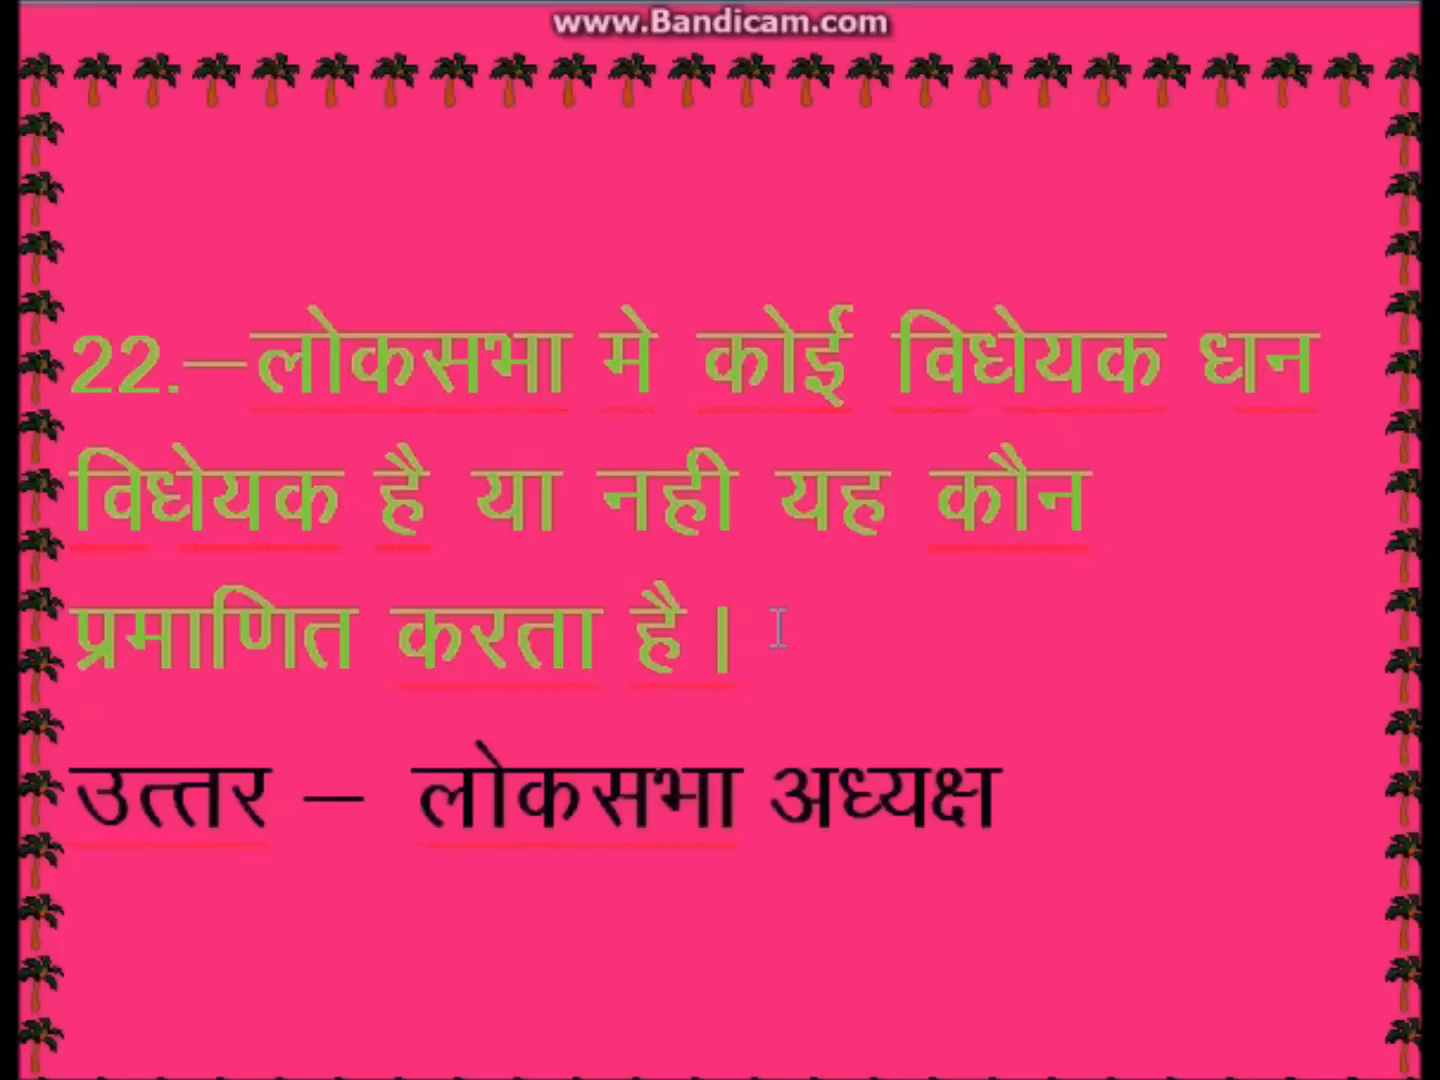 www.Bandicam.com
22.–लोकसभा मे कोई विधेयक धन
विधेयक है या नही यह कौन
प्रमाणित करता है।
उत्तर – लोकसभा अध्यक्ष